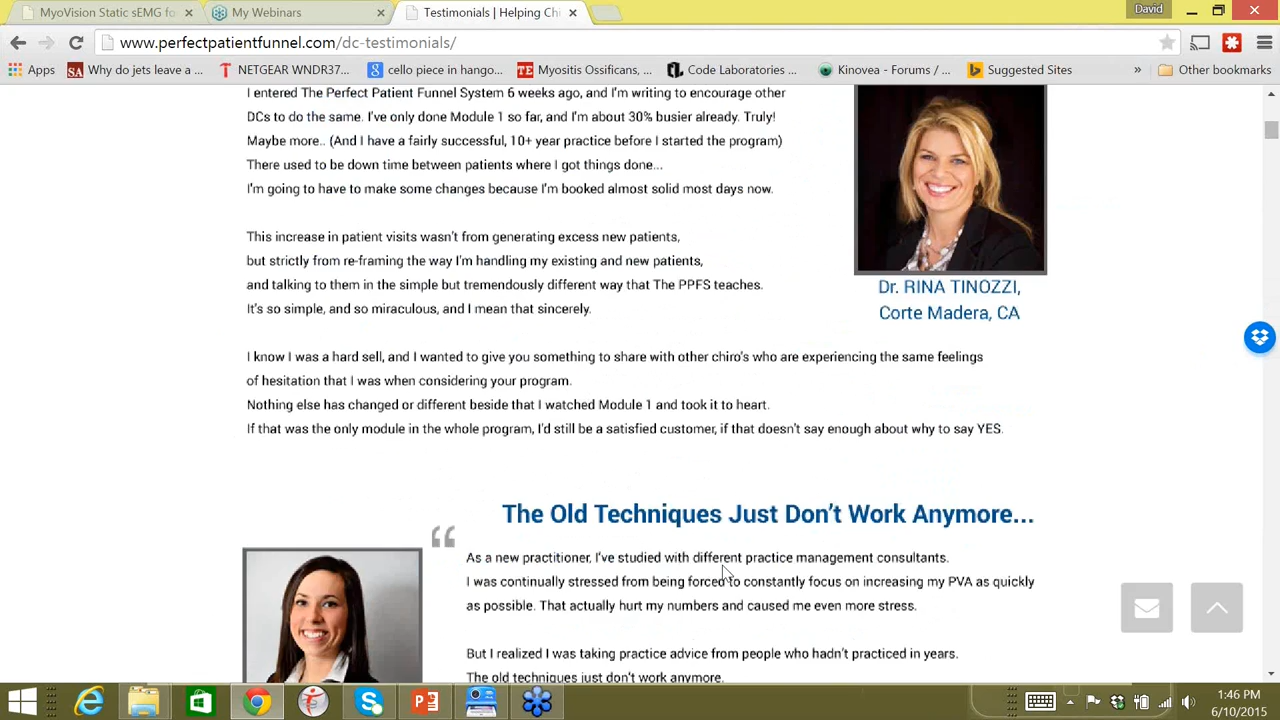 MyoVision Static sEMG fo
My Webinars
Testimonials | Helping Chi
David
www.perfectpatientfunnel.com/dc-testimonials/
Apps
Why do jets leave a ...
NETGEAR WNDR37...
cello piece in hango...
Myositis Ossificans, ...
Code Laboratories ...
Kinovea - Forums / ...
Suggested Sites
»
Other bookmarks
I entered The Perfect Patient Funnel System 6 weeks ago, and I'm writing to encourage other
DCs to do the same. I've only done Module 1 so far, and I'm about 30% busier already. Truly!
Maybe more.. (And I have a fairly successful, 10+ year practice before I started the program)
There used to be down time between patients where I got things done...
I'm going to have to make some changes because I'm booked almost solid most days now.
This increase in patient visits wasn't from generating excess new patients,
but strictly from re-framing the way I'm handling my existing and new patients,
and talking to them in the simple but tremendously different way that The PPFS teaches.
It's so simple, and so miraculous, and I mean that sincerely.
Dr. RINA TINOZZI,
Corte Madera, CA
I know I was a hard sell, and I wanted to give you something to share with other chiro's who are experiencing the same feelings
of hesitation that I was when considering your program.
Nothing else has changed or different beside that I watched Module 1 and took it to heart.
If that was the only module in the whole program, I'd still be a satisfied customer, if that doesn't say enough about why to say YES.
The Old Techniques Just Don't Work Anymore...
As a new practitioner, I've studied with different practice management consultants.
I was continually stressed from being forced to constantly focus on increasing my PVA as quickly
as possible. That actually hurt my numbers and caused me even more stress.
But I realized I was taking practice advice from people who hadn't practiced in years.
The old techniques just don't work anymore.
1:46 PM
6/10/2015